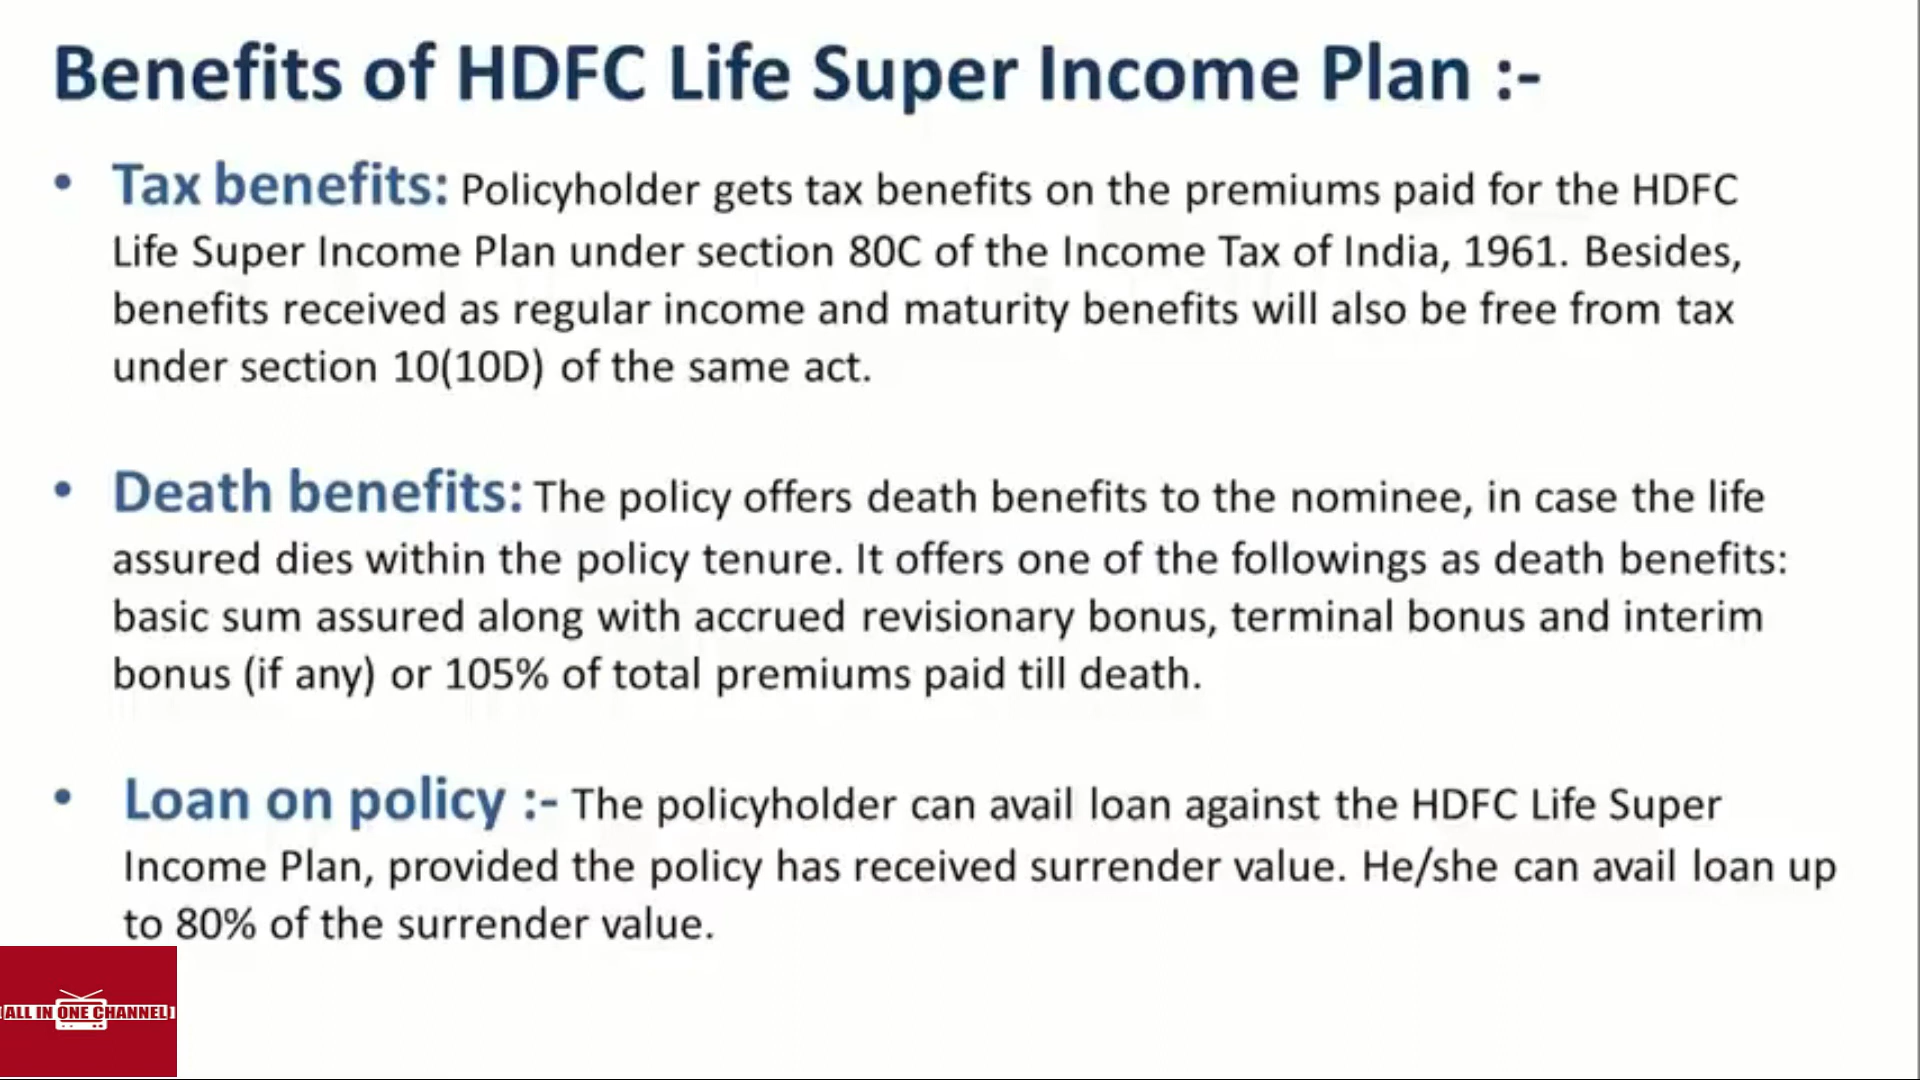 Benefits of HDFC Life Super Income Plan :-
• Tax benefits: Policyholder gets tax benefits on the premiums paid for the HDFC
Life Super Income Plan under section 80C of the Income Tax of India, 1961. Besides,
benefits received as regular income and maturity benefits will also be free from tax
under section 10(10D) of the same act.
• Death benefits: The policy offers death benefits to the nominee, in case the life
assured dies within the policy tenure. It offers one of the followings as death benefits:
basic sum assured along with accrued revisionary bonus, terminal bonus and interim
bonus (if any) or 105% of total premiums paid till death.
• Loan on policy :- The policyholder can avail loan against the HDFC Life Super
Income Plan, provided the policy has received surrender value. He/she can avail loan up
to 80% of the surrender value.
[ALL IN ONE CHANNEL]